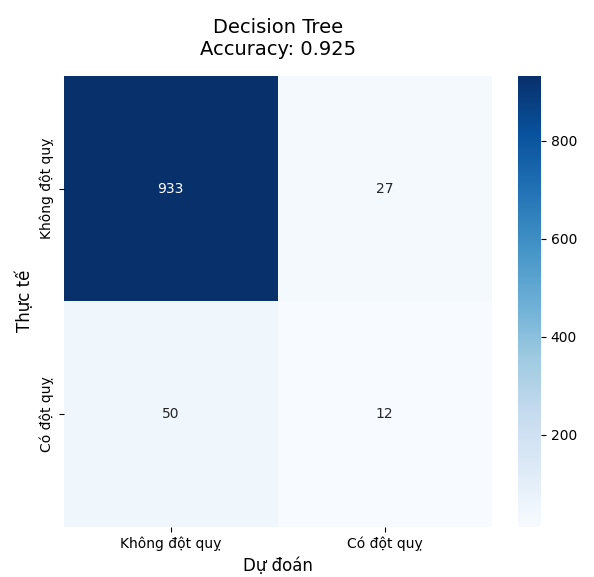 Decision Tree
Accuracy: 0.925
Thực tế
Không đột quỵ
Có đột quỵ
933
27
50
12
Không đột quỵ
Có đột quỵ
Dự đoán
800
600
400
200